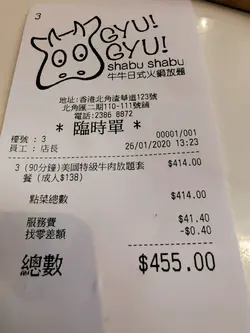 3
GYU!
GYU!
shabu shabu
牛牛日式火鍋放題
地址:香港北角渣華道123號
北角匯二期110-111號舖
電話:2386 8872
* 臨時單 *
檯號 : 3 00001/001
員工 : 店長 26/01/2020 13:23
3 (90分鐘)美國特級牛肉放題套 $414.00
餐 (成人$138)
點菜總數 $414.00
服務費 $41.40
找零差額 -$0.40
總數 $455.00